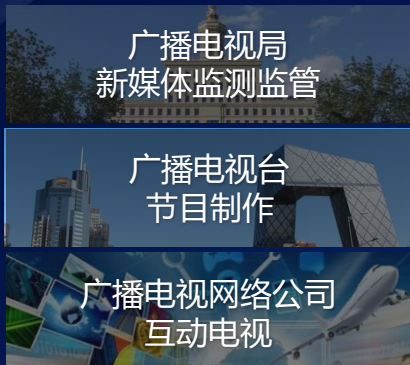 广播电视局
新媒体监测监管
广播电视台
节目制作
广播电视网络公司
互动电视